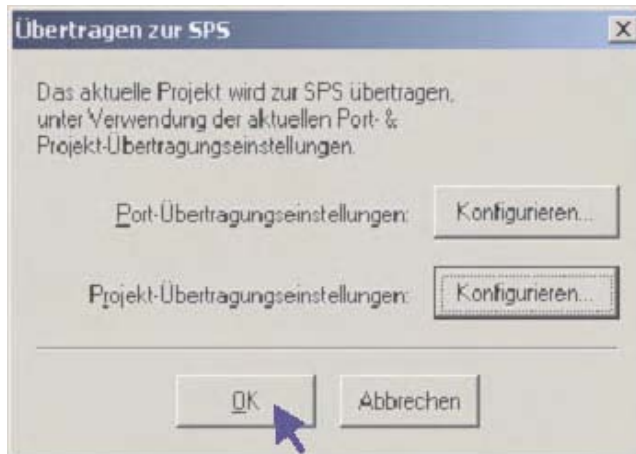 Übertragen zur SPS
Das aktuelle Projekt wird zur SPS übertragen,
unter Verwendung der aktuellen Port- &
Projekt-Übertragungseinstellungen.
Port-Übertragungseinstellungen: Konfigurieren...
Projekt-Übertragungseinstellungen: Konfigurieren...
OK Abbrechen